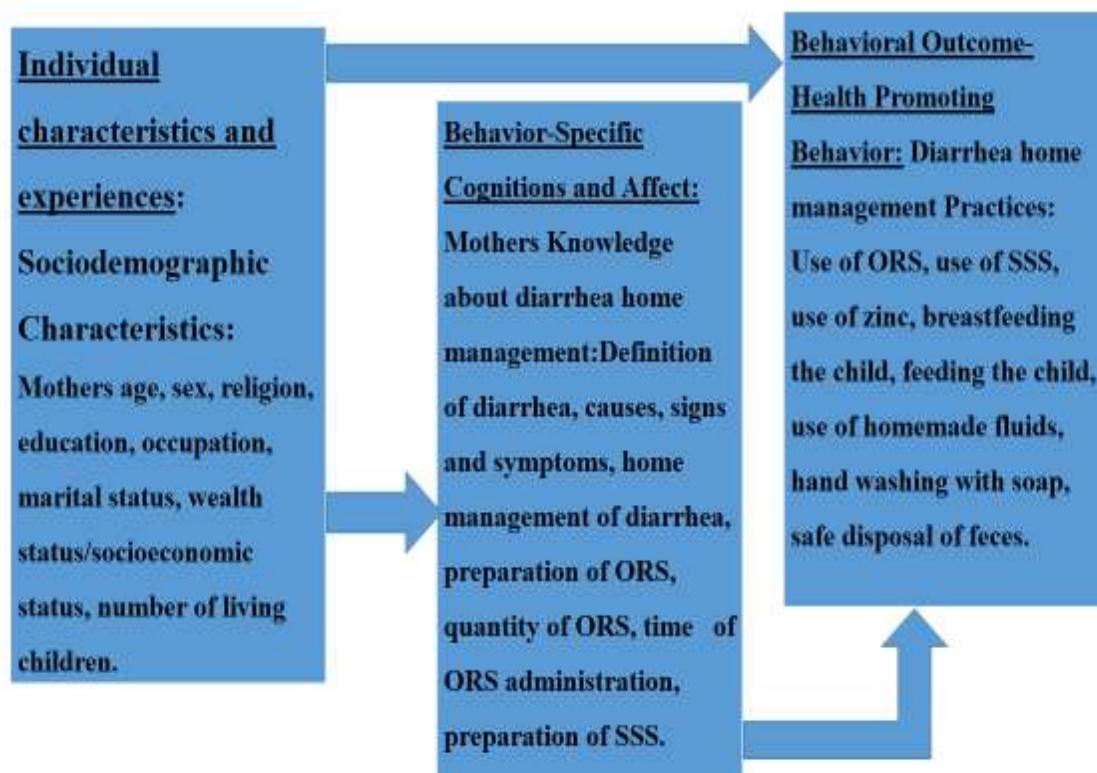 Individual
characteristics and
experiences:
Sociodemographic
Characteristics:
Mothers age, sex, religion,
education, occupation,
marital status, wealth
status/socioeconomic
status, number of living
children.
Behavior-Specific
Cognitions and Affect:
Mothers Knowledge
about diarrhea home
management:Definition
of diarrhea, causes, signs
and symptoms, home
management of diarrhea,
preparation of ORS,
quantity of ORS, time of
ORS administration,
preparation of SSS.
Behavioral Outcome-
Health Promoting
Behavior: Diarrhea home
management Practices:
Use of ORS, use of SSS,
use of zinc, breastfeeding
the child, feeding the child,
use of homemade fluids,
hand washing with soap,
safe disposal of feces.